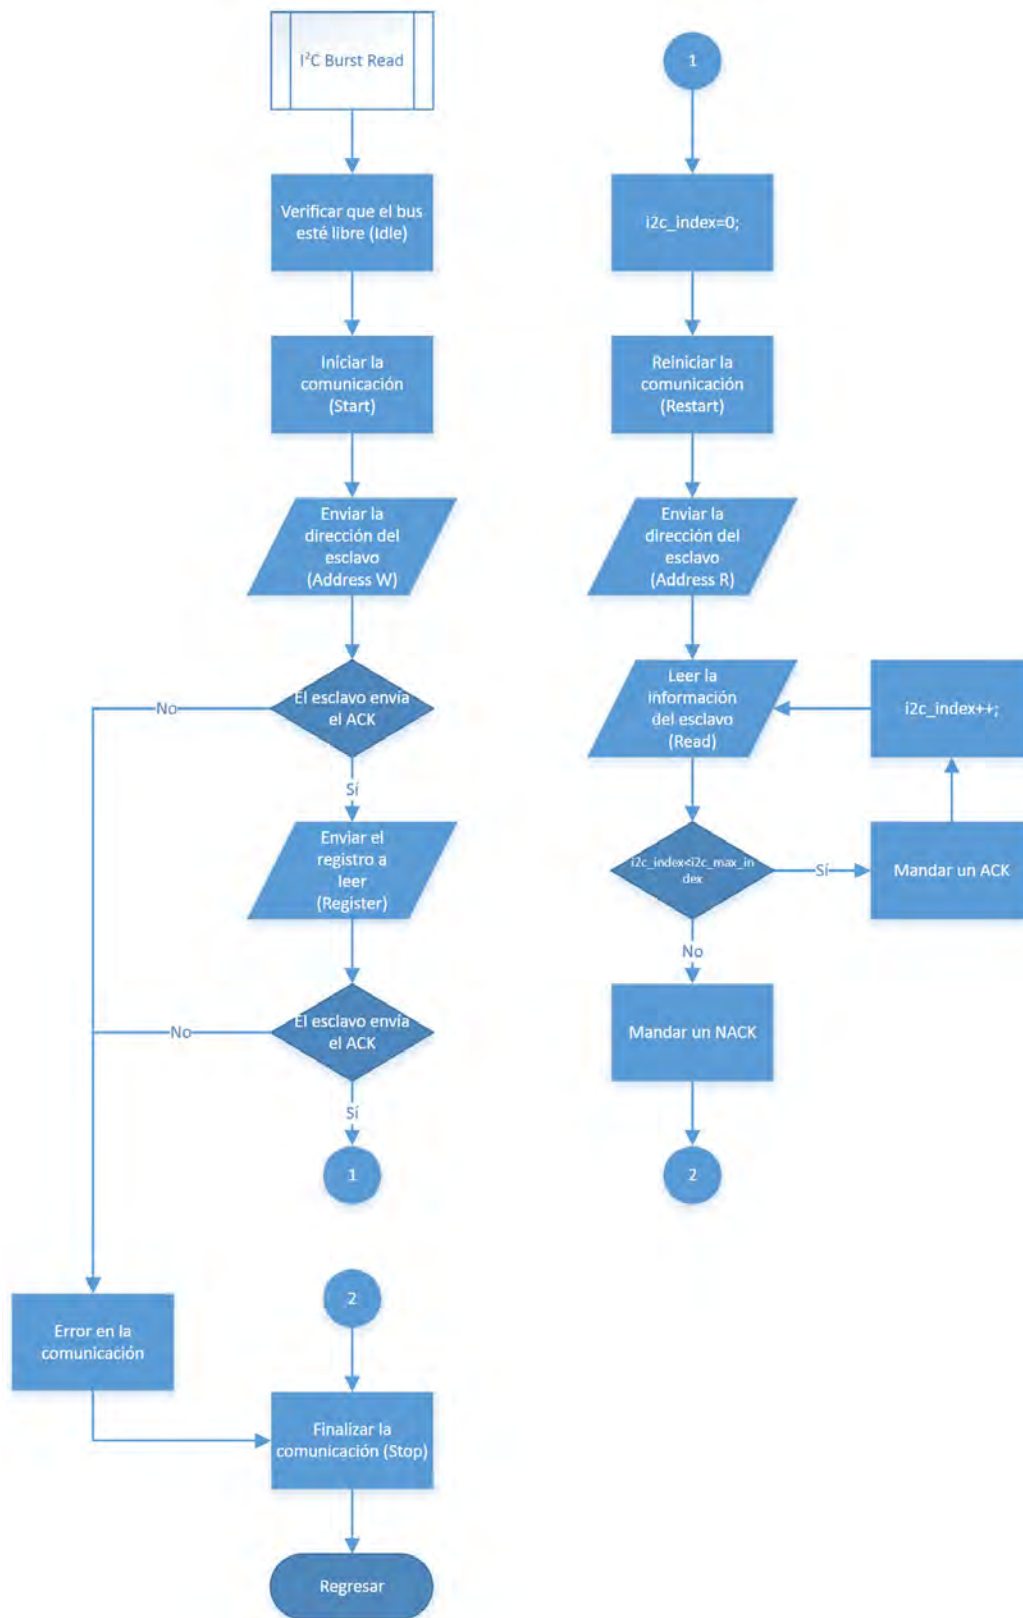 I²C Burst Read
Verificar que el bus
esté libre (Idle)
Iniciar la
comunicación
(Start)
Enviar la
dirección del
esclavo
(Address W)
El esclavo envía
el ACK
No
Sí
Enviar el
registro a
leer
(Register)
El esclavo envía
el ACK
No
Sí
1
1
i2c_index=0;
Reiniciar la
comunicación
(Restart)
Enviar la
dirección del
esclavo
(Address R)
Leer la
información
del esclavo
(Read)
i2c_index++;
i2c_index<i2c_max_in
dex
Sí
Mandar un ACK
No
Mandar un NACK
2
2
Error en la
comunicación
Finalizar la
comunicación (Stop)
Regresar